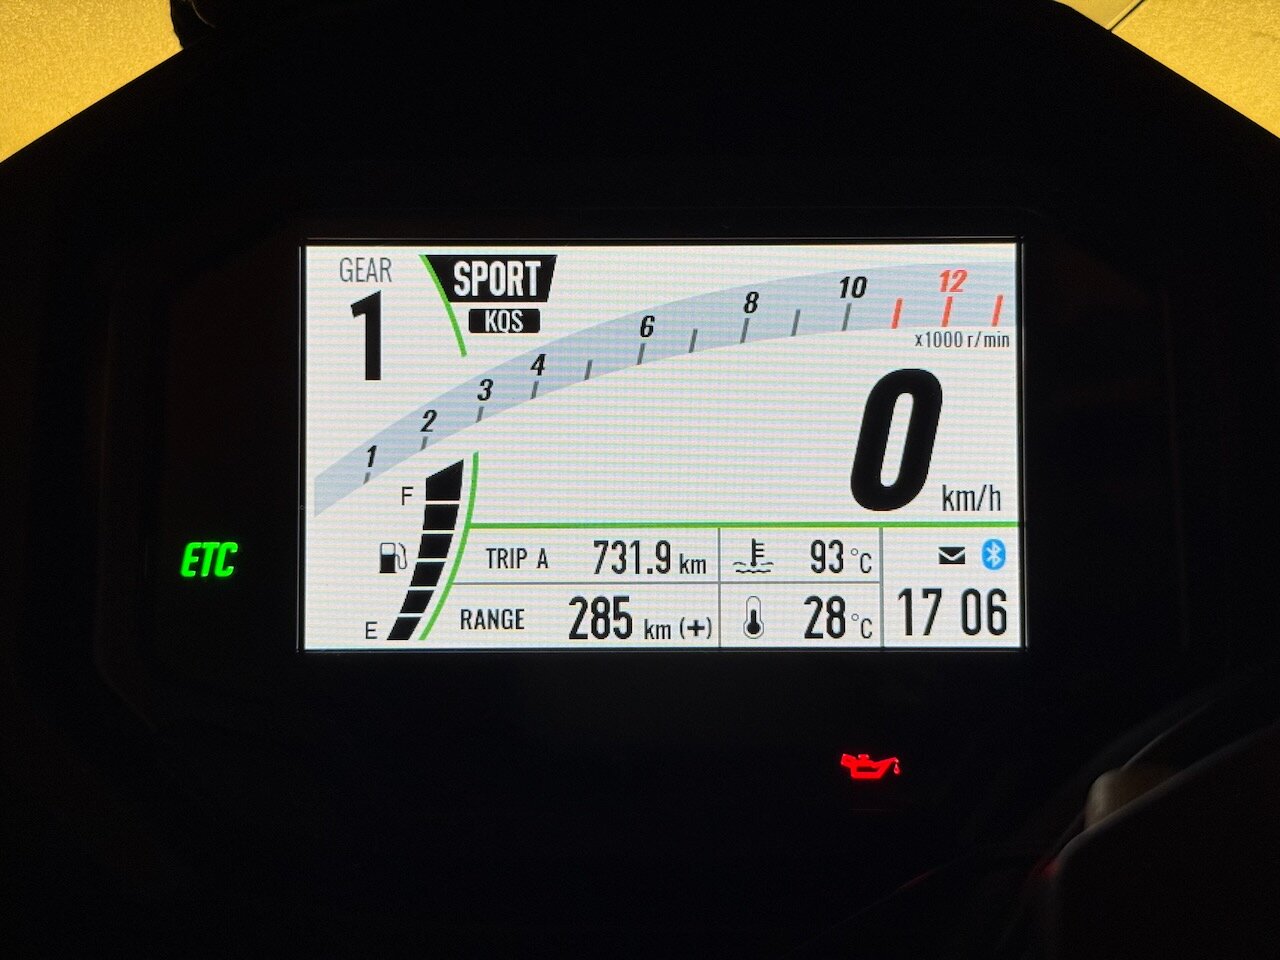 GEAR
1
SPORT
KQS
1 2 3 4 6 8 10 12
x1000 r/min
0 km/h
F
E
ETC
TRIP A 731.9 km
93 °C
RANGE 285 km (+)
28 °C
17 06